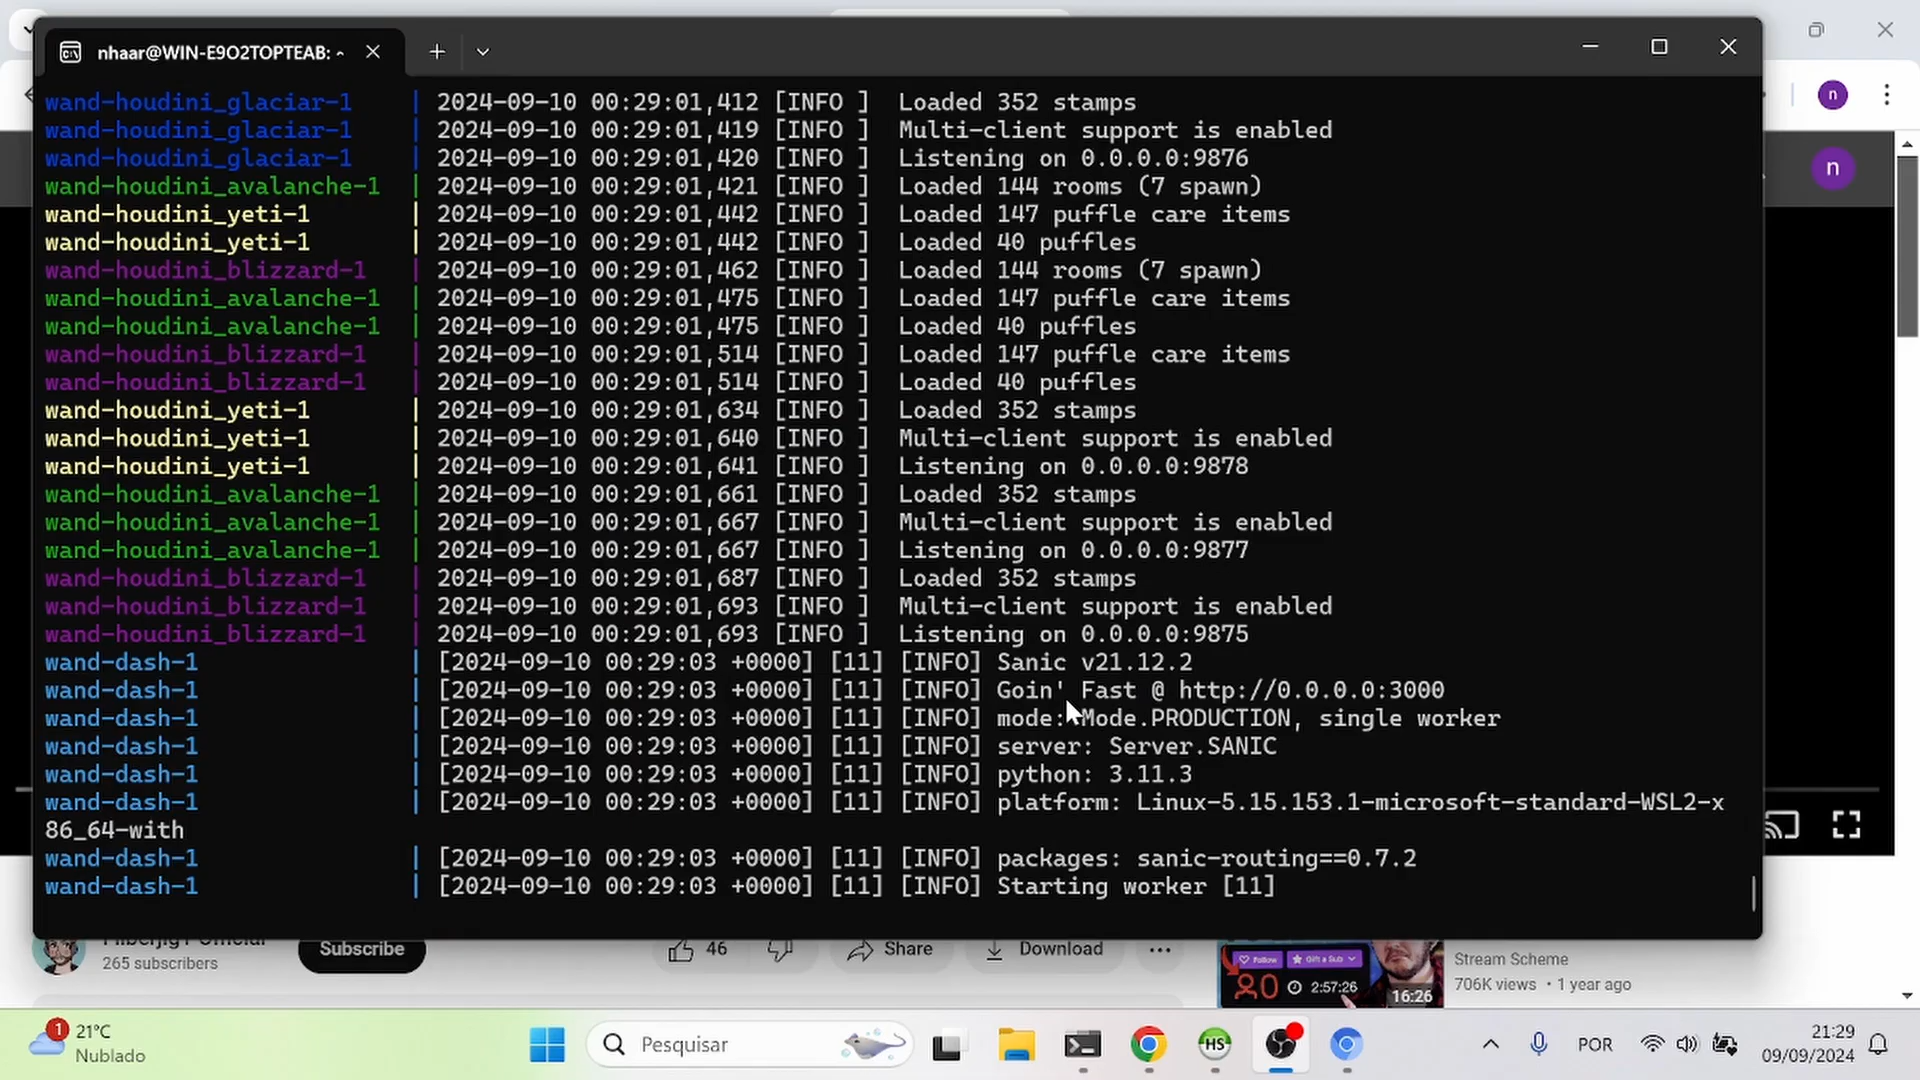 nhaar@WIN-E9O2TOPTEAB: ~
wand-houdini_glaciar-1 | 2024-09-10 00:29:01,412 [INFO ] Loaded 352 stamps
wand-houdini_glaciar-1 | 2024-09-10 00:29:01,419 [INFO ] Multi-client support is enabled
wand-houdini_glaciar-1 | 2024-09-10 00:29:01,420 [INFO ] Listening on 0.0.0.0:9876
wand-houdini_avalanche-1 | 2024-09-10 00:29:01,421 [INFO ] Loaded 144 rooms (7 spawn)
wand-houdini_yeti-1 | 2024-09-10 00:29:01,442 [INFO ] Loaded 147 puffle care items
wand-houdini_yeti-1 | 2024-09-10 00:29:01,442 [INFO ] Loaded 40 puffles
wand-houdini_blizzard-1 | 2024-09-10 00:29:01,462 [INFO ] Loaded 144 rooms (7 spawn)
wand-houdini_avalanche-1 | 2024-09-10 00:29:01,475 [INFO ] Loaded 147 puffle care items
wand-houdini_avalanche-1 | 2024-09-10 00:29:01,475 [INFO ] Loaded 40 puffles
wand-houdini_blizzard-1 | 2024-09-10 00:29:01,514 [INFO ] Loaded 147 puffle care items
wand-houdini_blizzard-1 | 2024-09-10 00:29:01,514 [INFO ] Loaded 40 puffles
wand-houdini_yeti-1 | 2024-09-10 00:29:01,634 [INFO ] Loaded 352 stamps
wand-houdini_yeti-1 | 2024-09-10 00:29:01,640 [INFO ] Multi-client support is enabled
wand-houdini_yeti-1 | 2024-09-10 00:29:01,641 [INFO ] Listening on 0.0.0.0:9878
wand-houdini_avalanche-1 | 2024-09-10 00:29:01,661 [INFO ] Loaded 352 stamps
wand-houdini_avalanche-1 | 2024-09-10 00:29:01,667 [INFO ] Multi-client support is enabled
wand-houdini_avalanche-1 | 2024-09-10 00:29:01,667 [INFO ] Listening on 0.0.0.0:9877
wand-houdini_blizzard-1 | 2024-09-10 00:29:01,687 [INFO ] Loaded 352 stamps
wand-houdini_blizzard-1 | 2024-09-10 00:29:01,693 [INFO ] Multi-client support is enabled
wand-houdini_blizzard-1 | 2024-09-10 00:29:01,693 [INFO ] Listening on 0.0.0.0:9875
wand-dash-1 | [2024-09-10 00:29:03 +0000] [11] [INFO] Sanic v21.12.2
wand-dash-1 | [2024-09-10 00:29:03 +0000] [11] [INFO] Goin' Fast @ http://0.0.0.0:3000
wand-dash-1 | [2024-09-10 00:29:03 +0000] [11] [INFO] mode: Mode.PRODUCTION, single worker
wand-dash-1 | [2024-09-10 00:29:03 +0000] [11] [INFO] server: Server.SANIC
wand-dash-1 | [2024-09-10 00:29:03 +0000] [11] [INFO] python: 3.11.3
wand-dash-1 | [2024-09-10 00:29:03 +0000] [11] [INFO] platform: Linux-5.15.153.1-microsoft-standard-WSL2-x
86_64-with
wand-dash-1 | [2024-09-10 00:29:03 +0000] [11] [INFO] packages: sanic-routing==0.7.2
wand-dash-1 | [2024-09-10 00:29:03 +0000] [11] [INFO] Starting worker [11]
n
n
265 subscribers
Subscribe
46
Share
Download
Follow
Gift a Sub
0
2:57:26
16:26
Stream Scheme
706K views • 1 year ago
1
21°C
Nublado
Pesquisar
HS
POR
21:29
09/09/2024